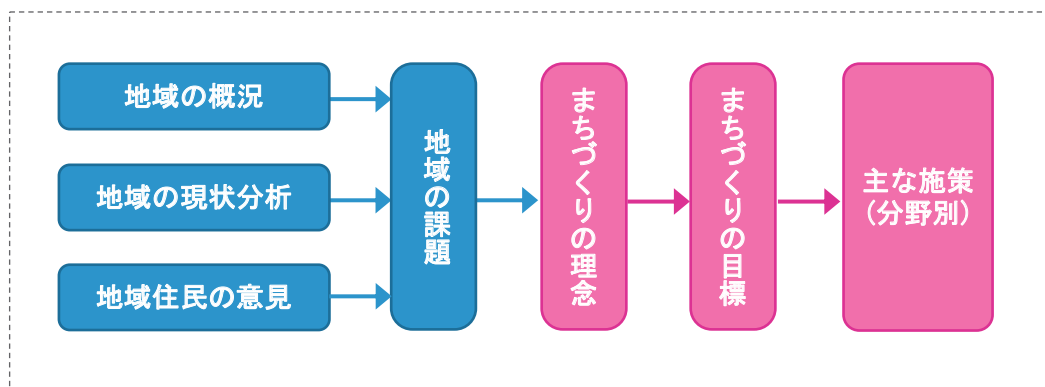 地域の概況
地域の現状分析
地域住民の意見
地域の課題
まちづくりの理念
まちづくりの目標
主な施策
(分野別)